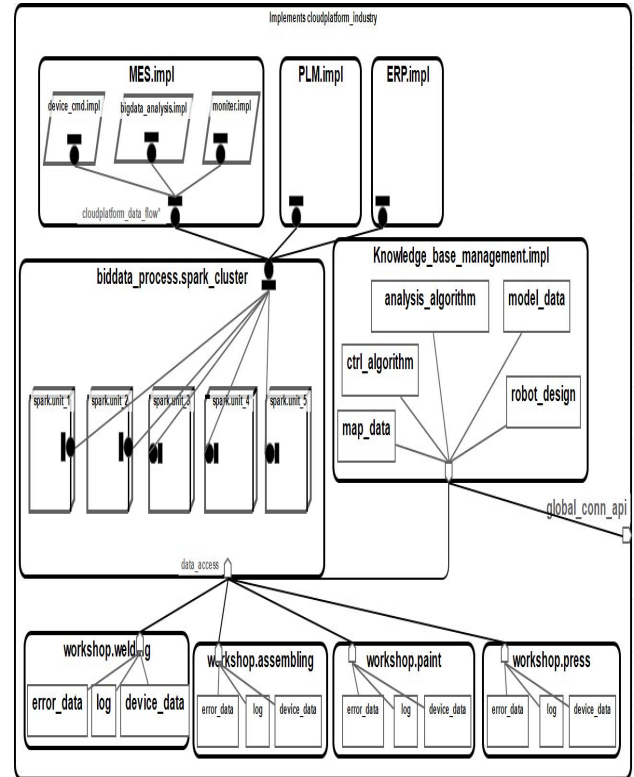 Implements cloudplatform_industry
MES.impl
PLM.impl
ERP.impl
device_cmd.impl
bigdata_analysis.impl
moniter.impl
cloudplatform_data_flow*
biddata_process.spark_cluster
Knowledge_base_management.impl
analysis_algorithm
model_data
ctrl_algorithm
robot_design
map_data
spark.unit_1
spark.unit_2
spark.unit_3
spark.unit_4
spark.unit_5
global_conn_api
data_access
workshop.welding
error_data
log
device_data
workshop.assembling
error_data
log
device_data
workshop.paint
error_data
log
device_data
workshop.press
error_data
log
device_data